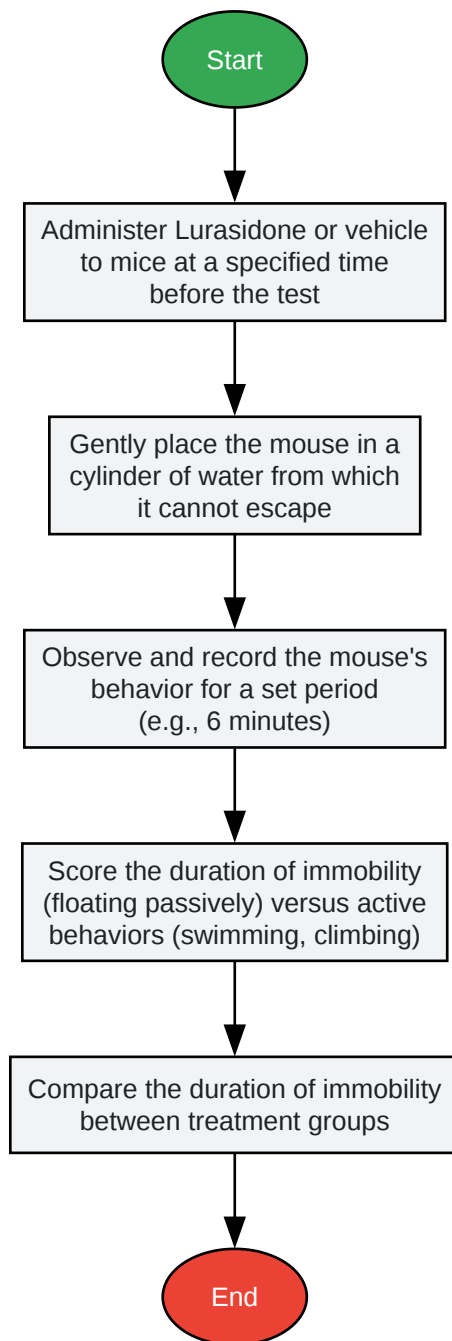 Start
Administer Lurasidone or vehicle
to mice at a specified time
before the test
Gently place the mouse in a
cylinder of water from which
it cannot escape
Observe and record the mouse's
behavior for a set period
(e.g., 6 minutes)
Score the duration of immobility
(floating passively) versus active
behaviors (swimming, climbing)
Compare the duration of immobility
between treatment groups
End